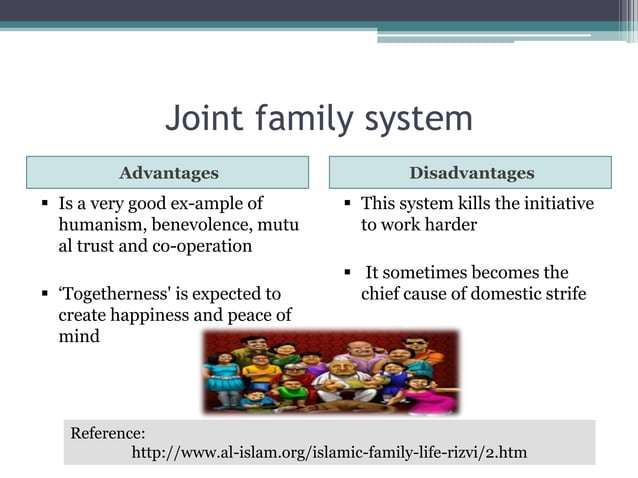 Joint family system
Advantages
▪ Is a very good ex-ample of
humanism, benevolence, mutu
al trust and co-operation
▪ ‘Togetherness' is expected to
create happiness and peace of
mind
Disadvantages
▪ This system kills the initiative
to work harder
▪ It sometimes becomes the
chief cause of domestic strife
Reference:
http://www.al-islam.org/islamic-family-life-rizvi/2.htm